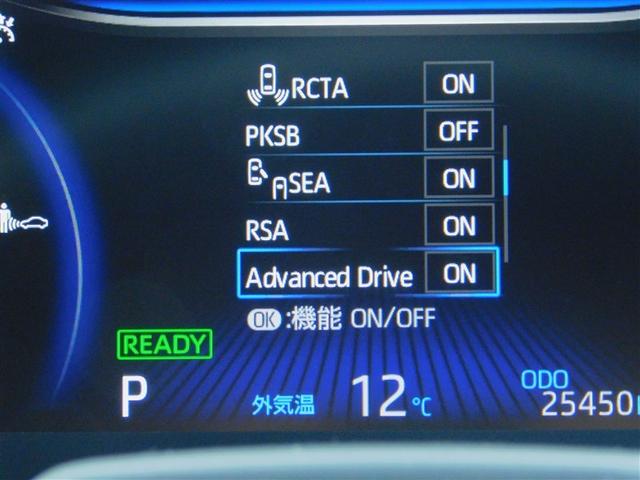 RCTA ON
PKSB OFF
SEA ON
RSA ON
Advanced Drive ON
OK :機能 ON/OFF
READY
P 外気温 12℃
ODO
25450